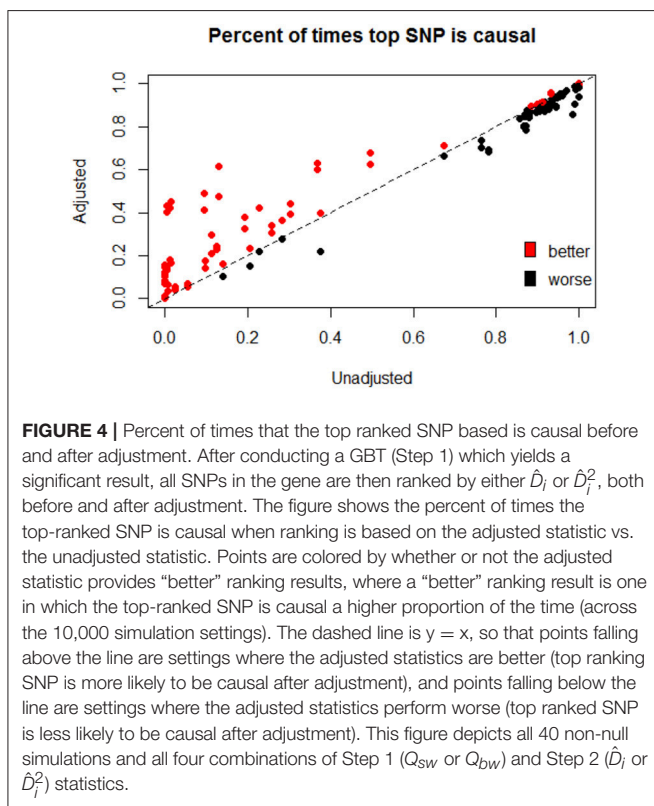 Percent of times top SNP is causal
Adjusted
1.0
0.8
0.6
0.4
0.2
0.0
better
worse
0.0 0.2 0.4 0.6 0.8 1.0
Unadjusted
FIGURE 4 | Percent of times that the top ranked SNP based is causal before
and after adjustment. After conducting a GBT (Step 1) which yields a
significant result, all SNPs in the gene are then ranked by either D̂ᵢ or D̂ᵢ², both
before and after adjustment. The figure shows the percent of times the
top-ranked SNP is causal when ranking is based on the adjusted statistic vs.
the unadjusted statistic. Points are colored by whether or not the adjusted
statistic provides “better” ranking results, where a “better” ranking result is one
in which the top-ranked SNP is causal a higher proportion of the time (across
the 10,000 simulation settings). The dashed line is y = x, so that points falling
above the line are settings where the adjusted statistics are better (top ranking
SNP is more likely to be causal after adjustment), and points falling below the
line are settings where the adjusted statistics perform worse (top ranked SNP
is less likely to be causal after adjustment). This figure depicts all 40 non-null
simulations and all four combinations of Step 1 (Qsw or Qbw) and Step 2 (D̂ᵢ or
D̂ᵢ²) statistics.